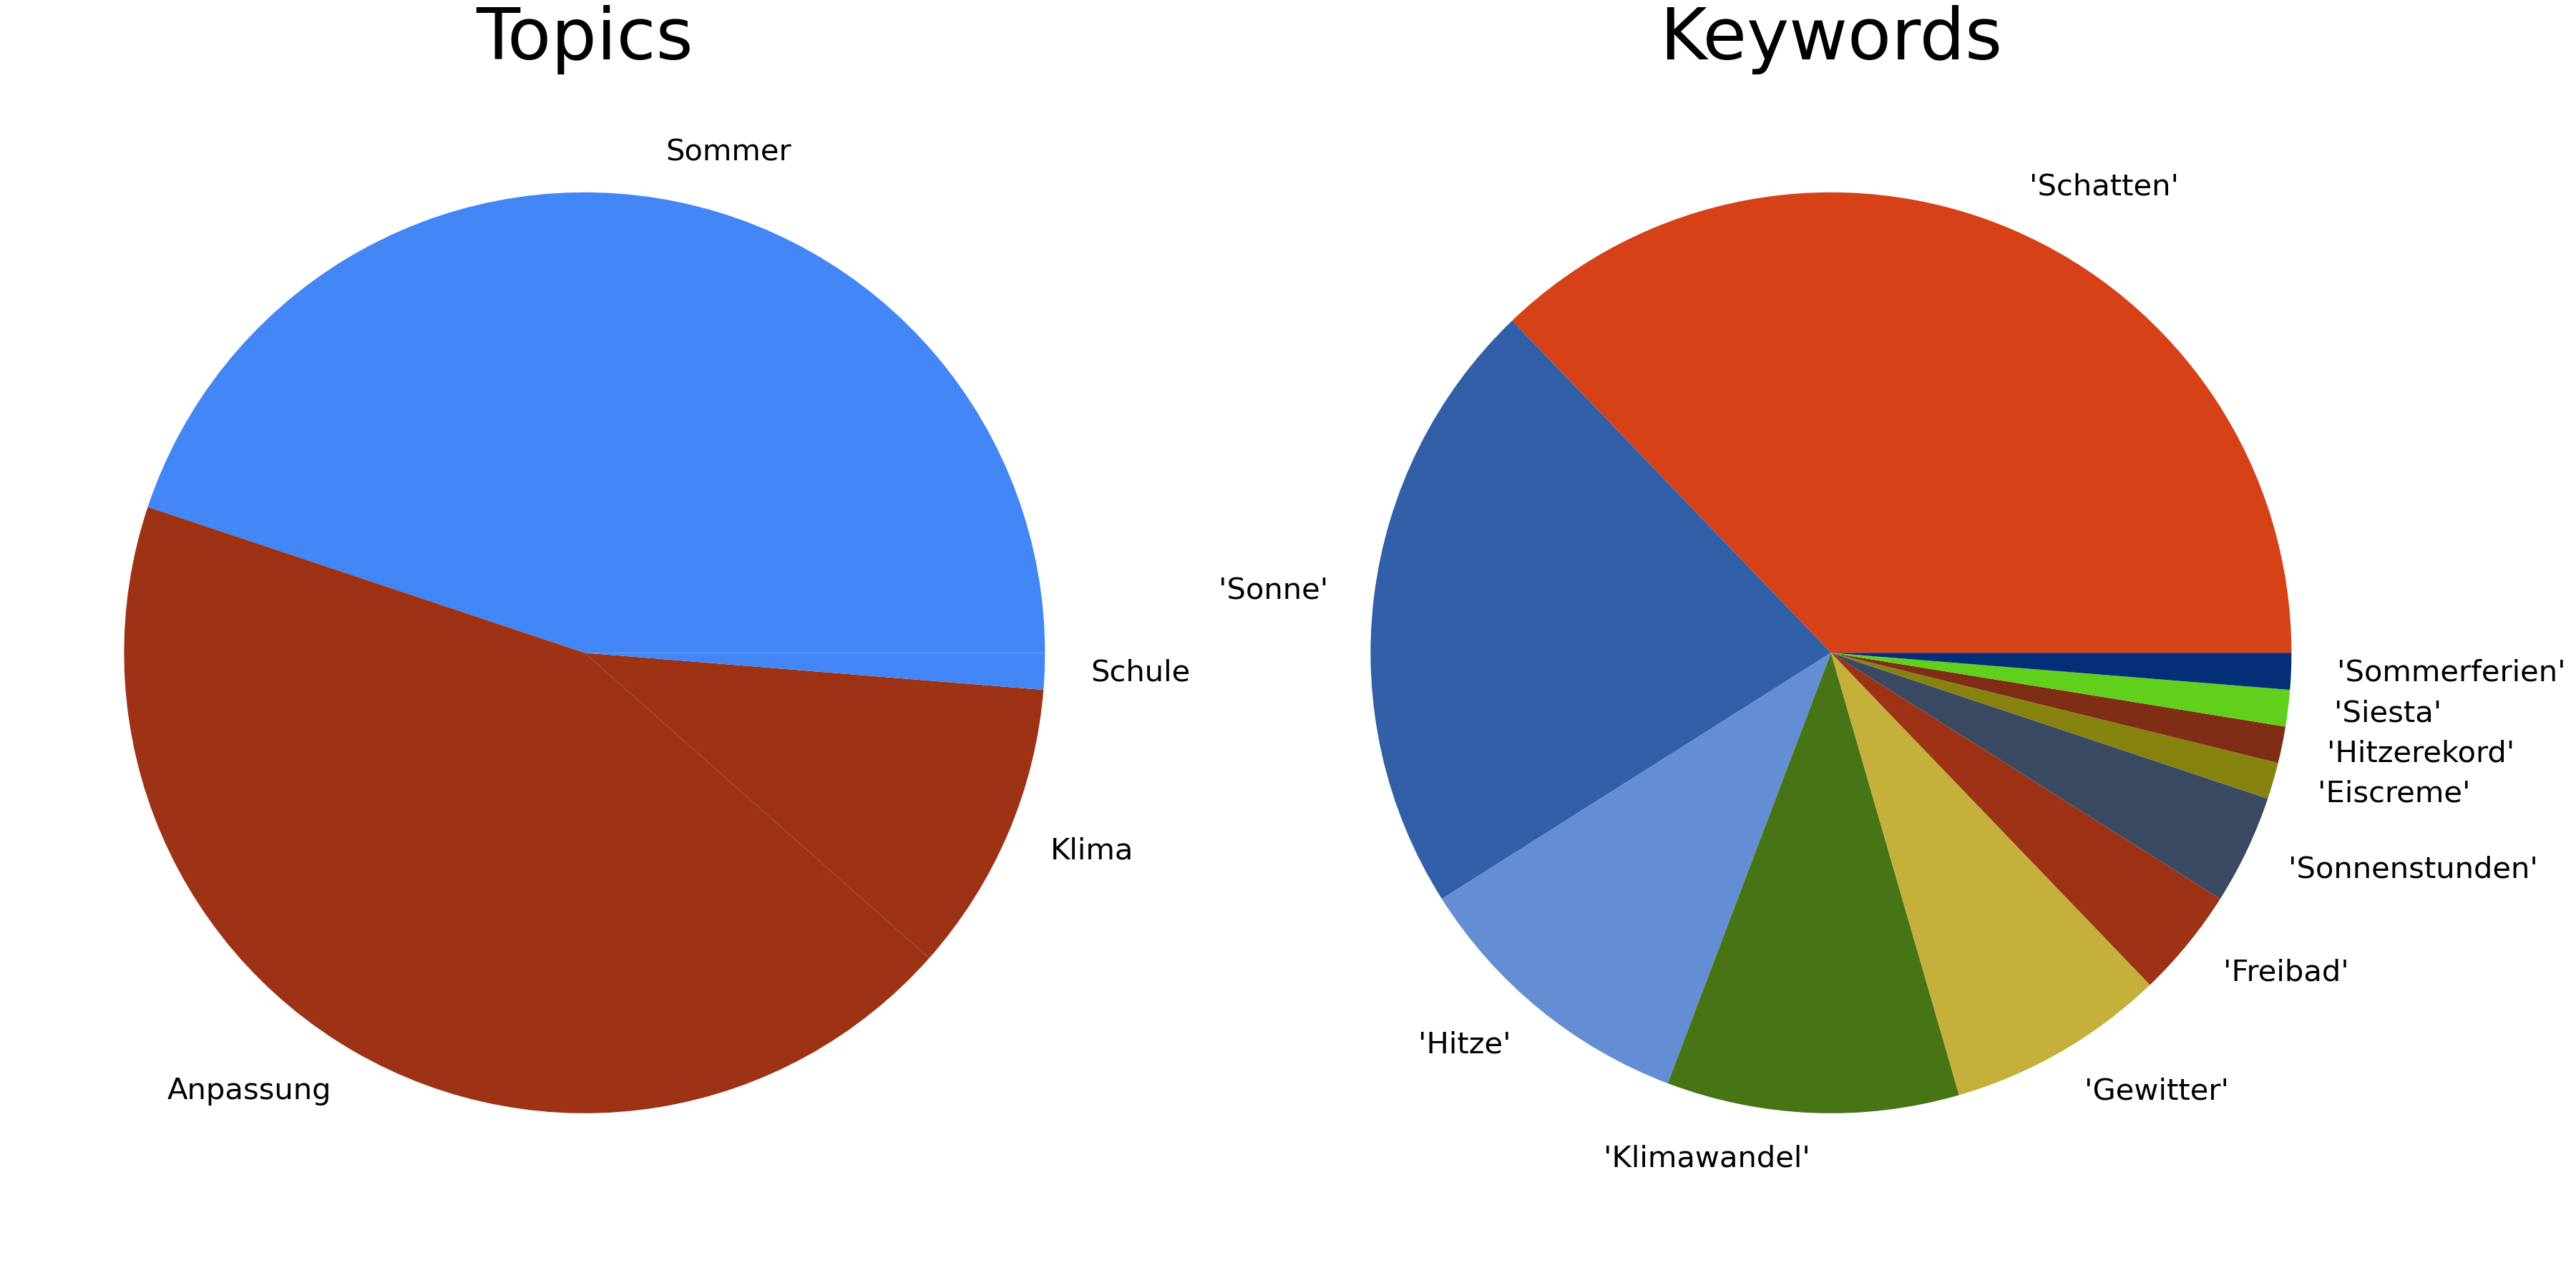 Topics
Sommer
Schule
Klima
Anpassung
Keywords
'Schatten'
'Sonne'
'Sommerferien'
'Siesta'
'Hitzerekord'
'Eiscreme'
'Sonnenstunden'
'Freibad'
'Hitze'
'Gewitter'
'Klimawandel'